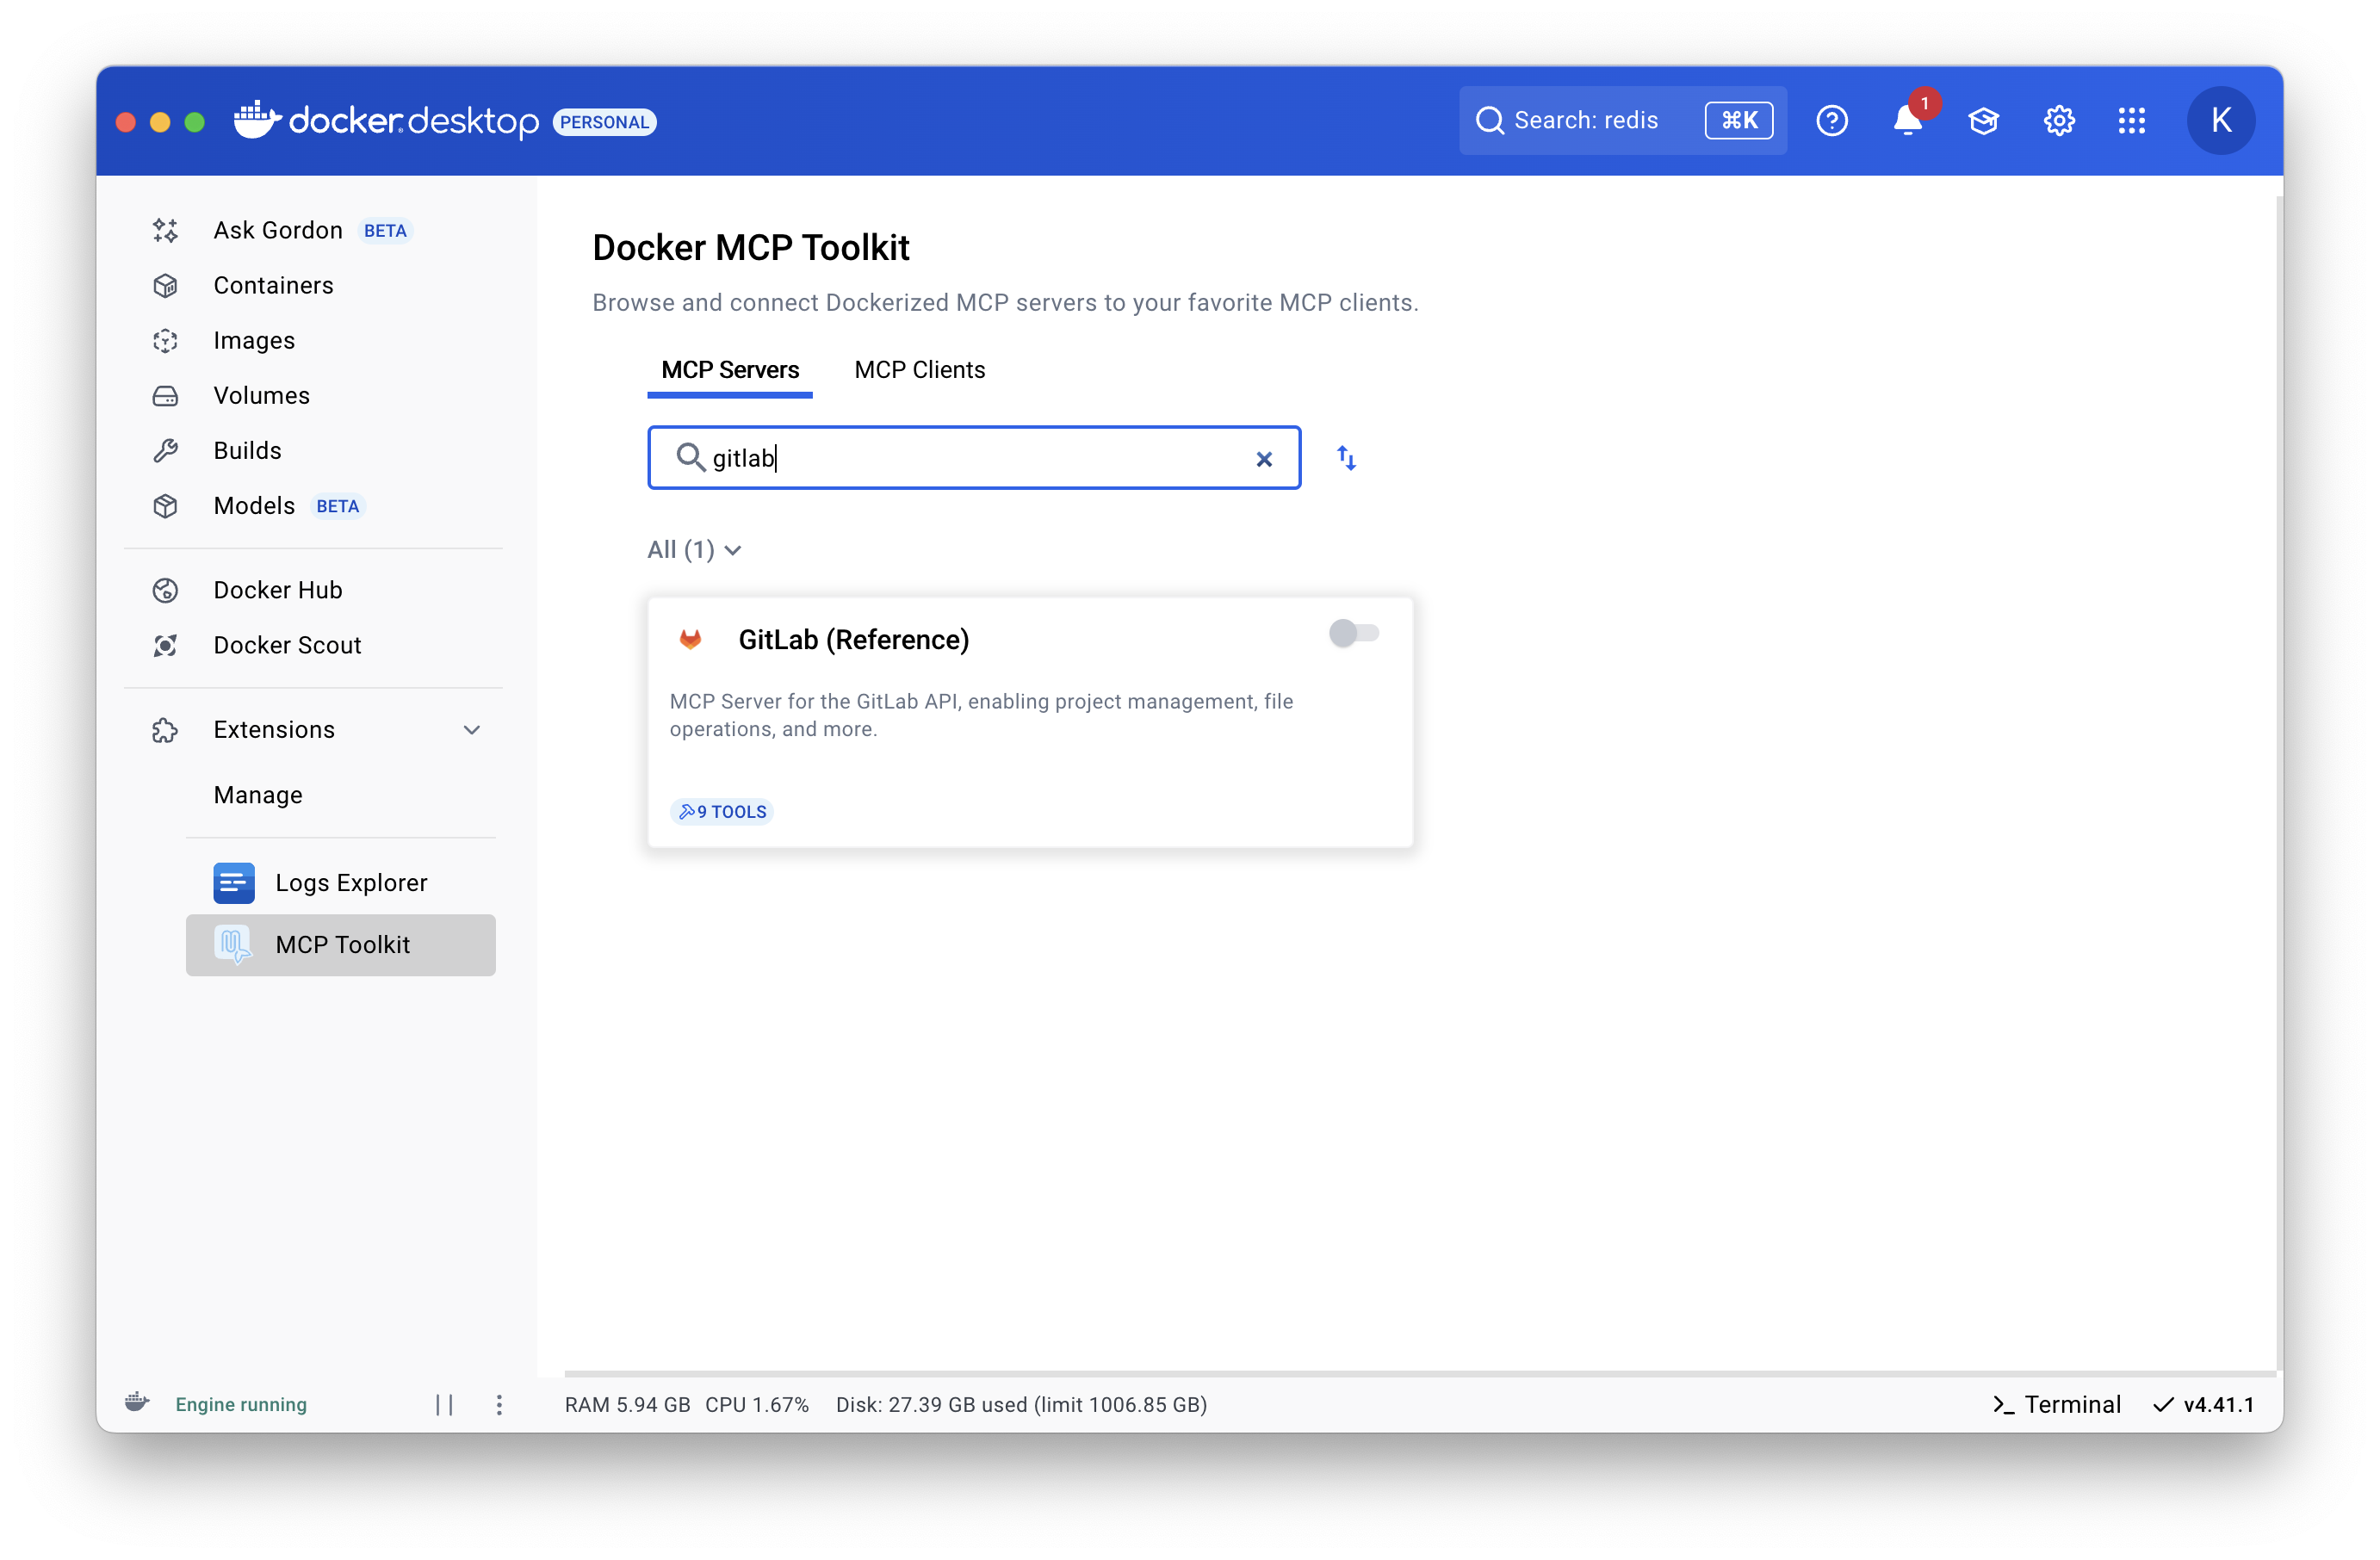 docker desktop PERSONAL
Search: redis ⌘K
1
K
Ask Gordon BETA
Containers
Images
Volumes
Builds
Models BETA
Docker Hub
Docker Scout
Extensions
Manage
Logs Explorer
MCP Toolkit
Docker MCP Toolkit
Browse and connect Dockerized MCP servers to your favorite MCP clients.
MCP Servers MCP Clients
gitlab
All (1)
GitLab (Reference)
MCP Server for the GitLab API, enabling project management, file
operations, and more.
9 TOOLS
Engine running
RAM 5.94 GB CPU 1.67% Disk: 27.39 GB used (limit 1006.85 GB)
Terminal v4.41.1